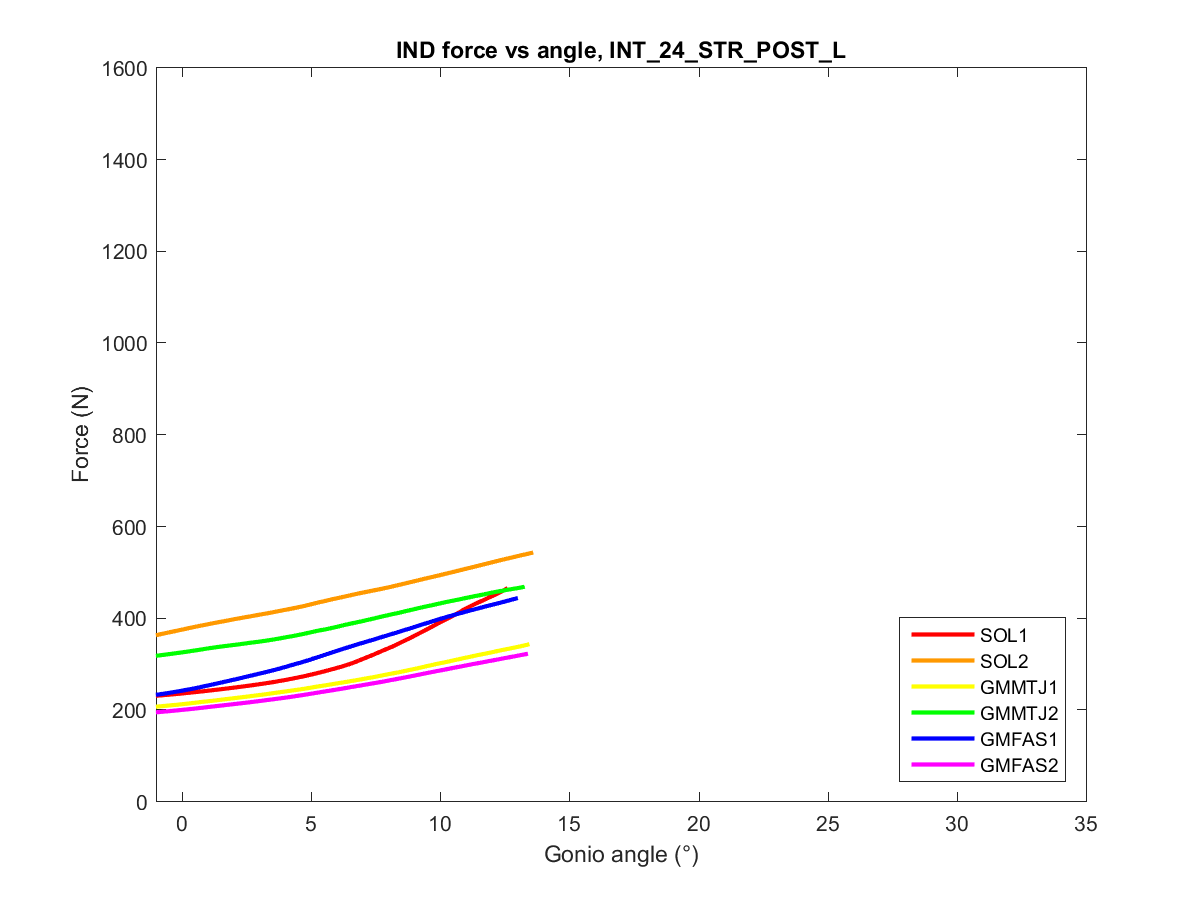 IND force vs angle, INT_24_STR_POST_L
1600
1400
1200
1000
800
600
400
200
0
Force (N)
0 5 10 15 20 25 30 35
Gonio angle (°)
SOL1
SOL2
GMMTJ1
GMMTJ2
GMFAS1
GMFAS2